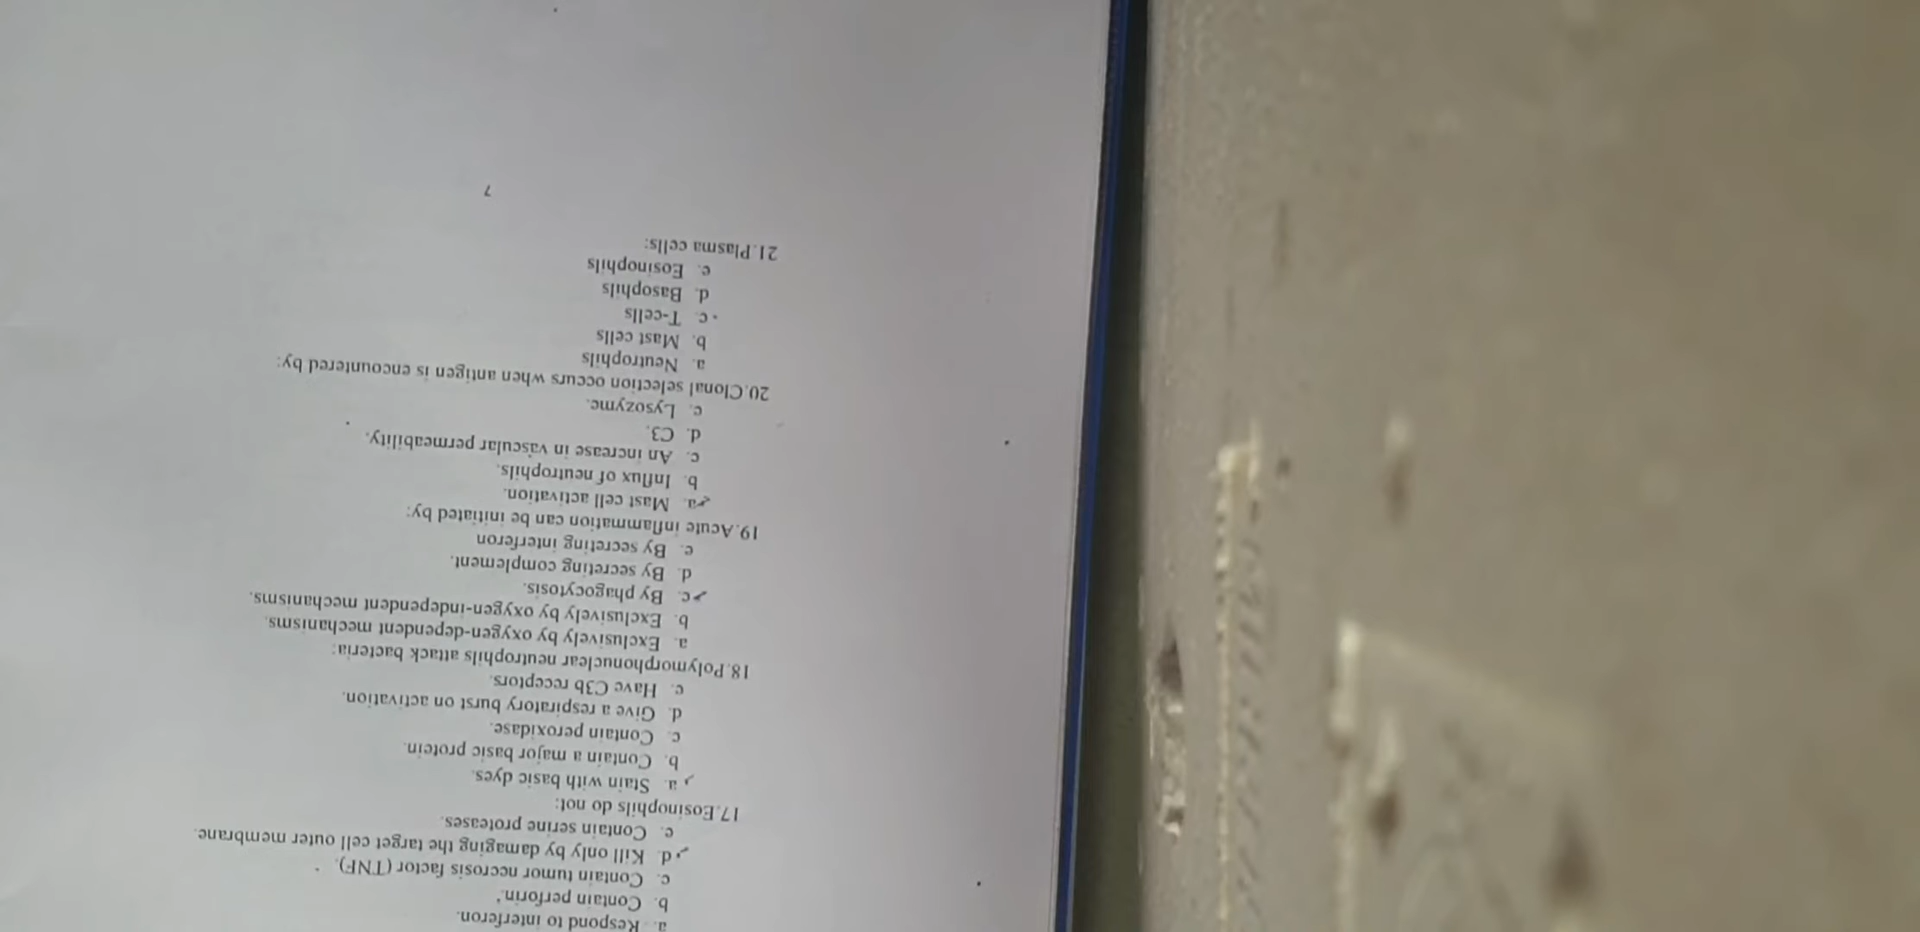 a. Respond to interferon.
b. Contain perforin.
c. Contain tumor necrosis factor (TNF).
d. Kill only by damaging the target cell outer membrane.
e. Contain serine proteases.
17.Eosinophils do not:
a. Stain with basic dyes.
b. Contain a major basic protein.
c. Contain peroxidase.
d. Give a respiratory burst on activation.
e. Have C3b receptors.
18.Polymorphonuclear neutrophils attack bacteria:
a. Exclusively by oxygen-dependent mechanisms.
b. Exclusively by oxygen-independent mechanisms.
c. By phagocytosis.
d. By secreting complement.
e. By secreting interferon
19.Acute inflammation can be initiated by:
a. Mast cell activation.
b. Influx of neutrophils.
c. An increase in vascular permeability.
d. C3.
e. Lysozyme.
20.Clonal selection occurs when antigen is encountered by:
a. Neutrophils
b. Mast cells
c. T-cells
d. Basophils
e. Eosinophils
21.Plasma cells:
7